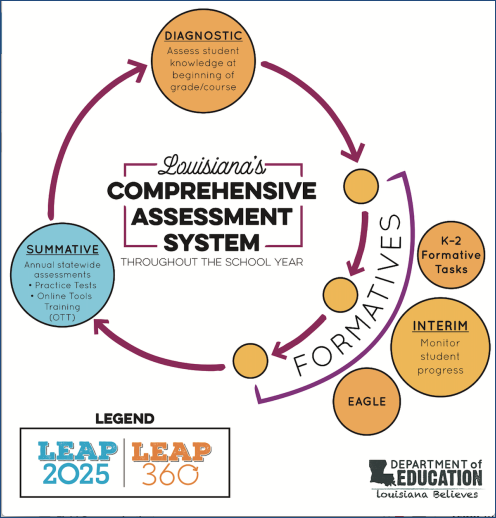 DIAGNOSTIC
Assess student
knowledge at
beginning of
grade/course
Louisiana's
COMPREHENSIVE
ASSESSMENT
SYSTEM
THROUGHOUT THE SCHOOL YEAR
SUMMATIVE
Annual statewide
assessments
• Practice Tests
• Online Tools
Training
(OTT)
FORMATIVES
K-2
Formative
Tasks
INTERIM
Monitor
student
progress
EAGLE
LEGEND
LEAP
2025
LEAP
360
DEPARTMENT of
EDUCATION
Louisiana Believes